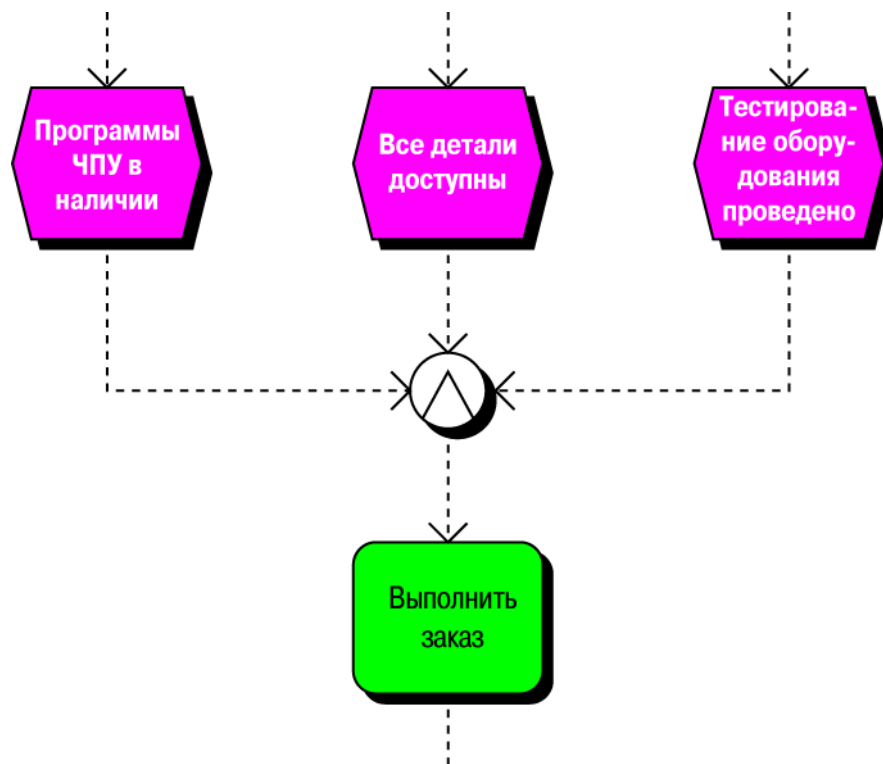 Программы
ЧПУ в
наличии
Все детали
доступны
Тестирова-
ние обору-
дования
проведено
Выполнить
заказ